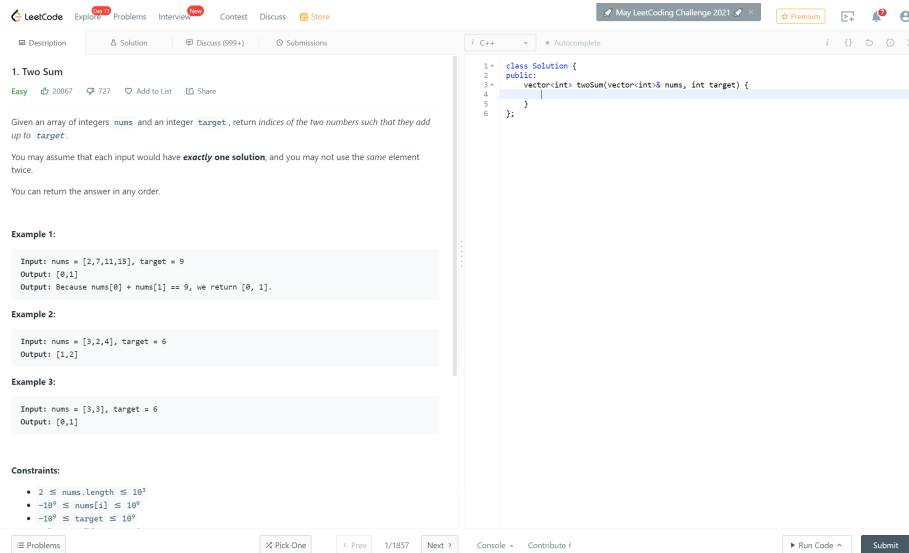 LeetCode
Explore
Day 11
Problems
Interview
New
Contest
Discuss
Store
May LeetCoding Challenge 2021
×
Premium
7
Description
Solution
Discuss (999+)
Submissions
i C++
Autocomplete
i {}
1. Two Sum
Easy 20867 727 Add to List Share
Given an array of integers nums and an integer target, return indices of the two numbers such that they add
up to target.
You may assume that each input would have exactly one solution, and you may not use the same element
twice.
You can return the answer in any order.
Example 1:
Input: nums = [2,7,11,15], target = 9
Output: [0,1]
Output: Because nums[0] + nums[1] == 9, we return [0, 1].
Example 2:
Input: nums = [3,2,4], target = 6
Output: [1,2]
Example 3:
Input: nums = [3,3], target = 6
Output: [0,1]
Constraints:
• 2 ≤ nums.length ≤ 10³
• -10⁹ ≤ nums[i] ≤ 10⁹
• -10⁹ ≤ target ≤ 10⁹
1 class Solution {
2 public:
3 vector<int> twoSum(vector<int>& nums, int target) {
4
5 }
6 };
Problems
Pick One
‹ Prev
1/1857
Next ›
Console
Contribute i
Run Code
Submit